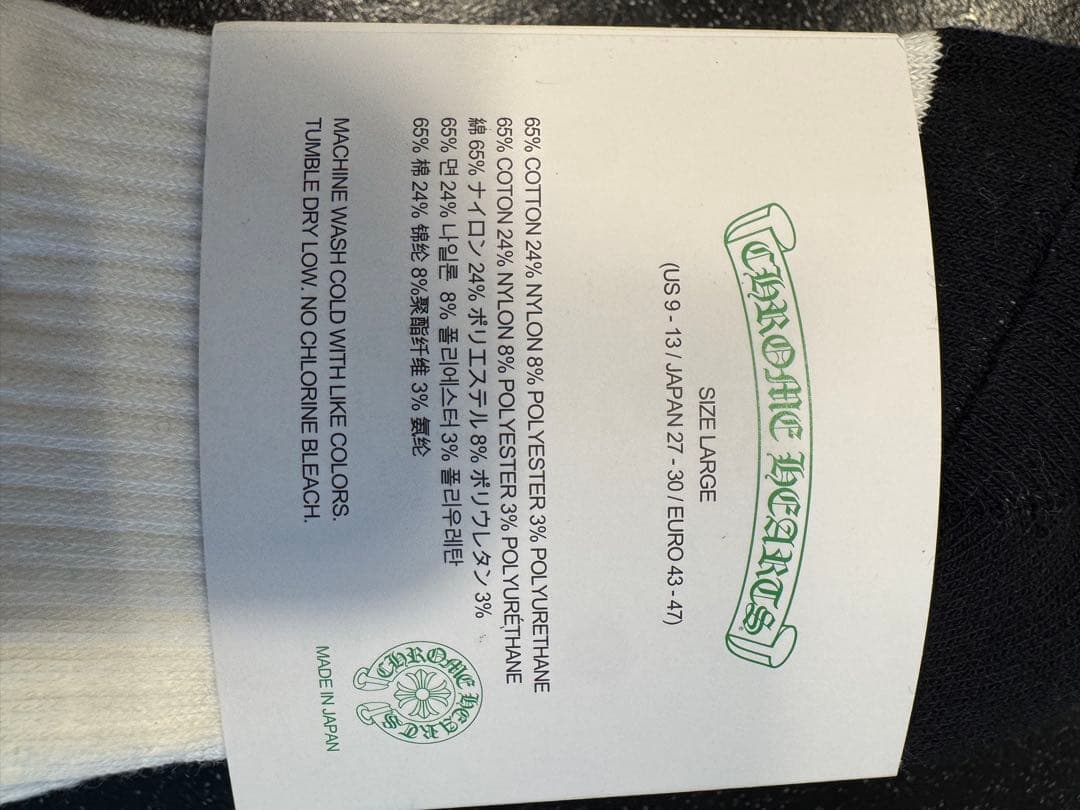 CHROME HEARTS
SIZE LARGE
(US 9 - 13 / JAPAN 27 - 30 / EURO 43 - 47)
65% COTTON 24% NYLON 8% POLYESTER 3% POLYURETHANE
65% COTON 24% NYLON 8% POLYESTER 3% POLYURÉTHANE
綿 65% ナイロン 24% ポリエステル 8% ポリウレタン 3%
65% 면 24% 나일론 8% 폴리에스터 3% 폴리우레탄
65% 棉 24% 锦纶 8%聚酯纤维 3% 氨纶
MACHINE WASH COLD WITH LIKE COLORS.
TUMBLE DRY LOW. NO CHLORINE BLEACH.
CHROME HEARTS
MADE IN JAPAN